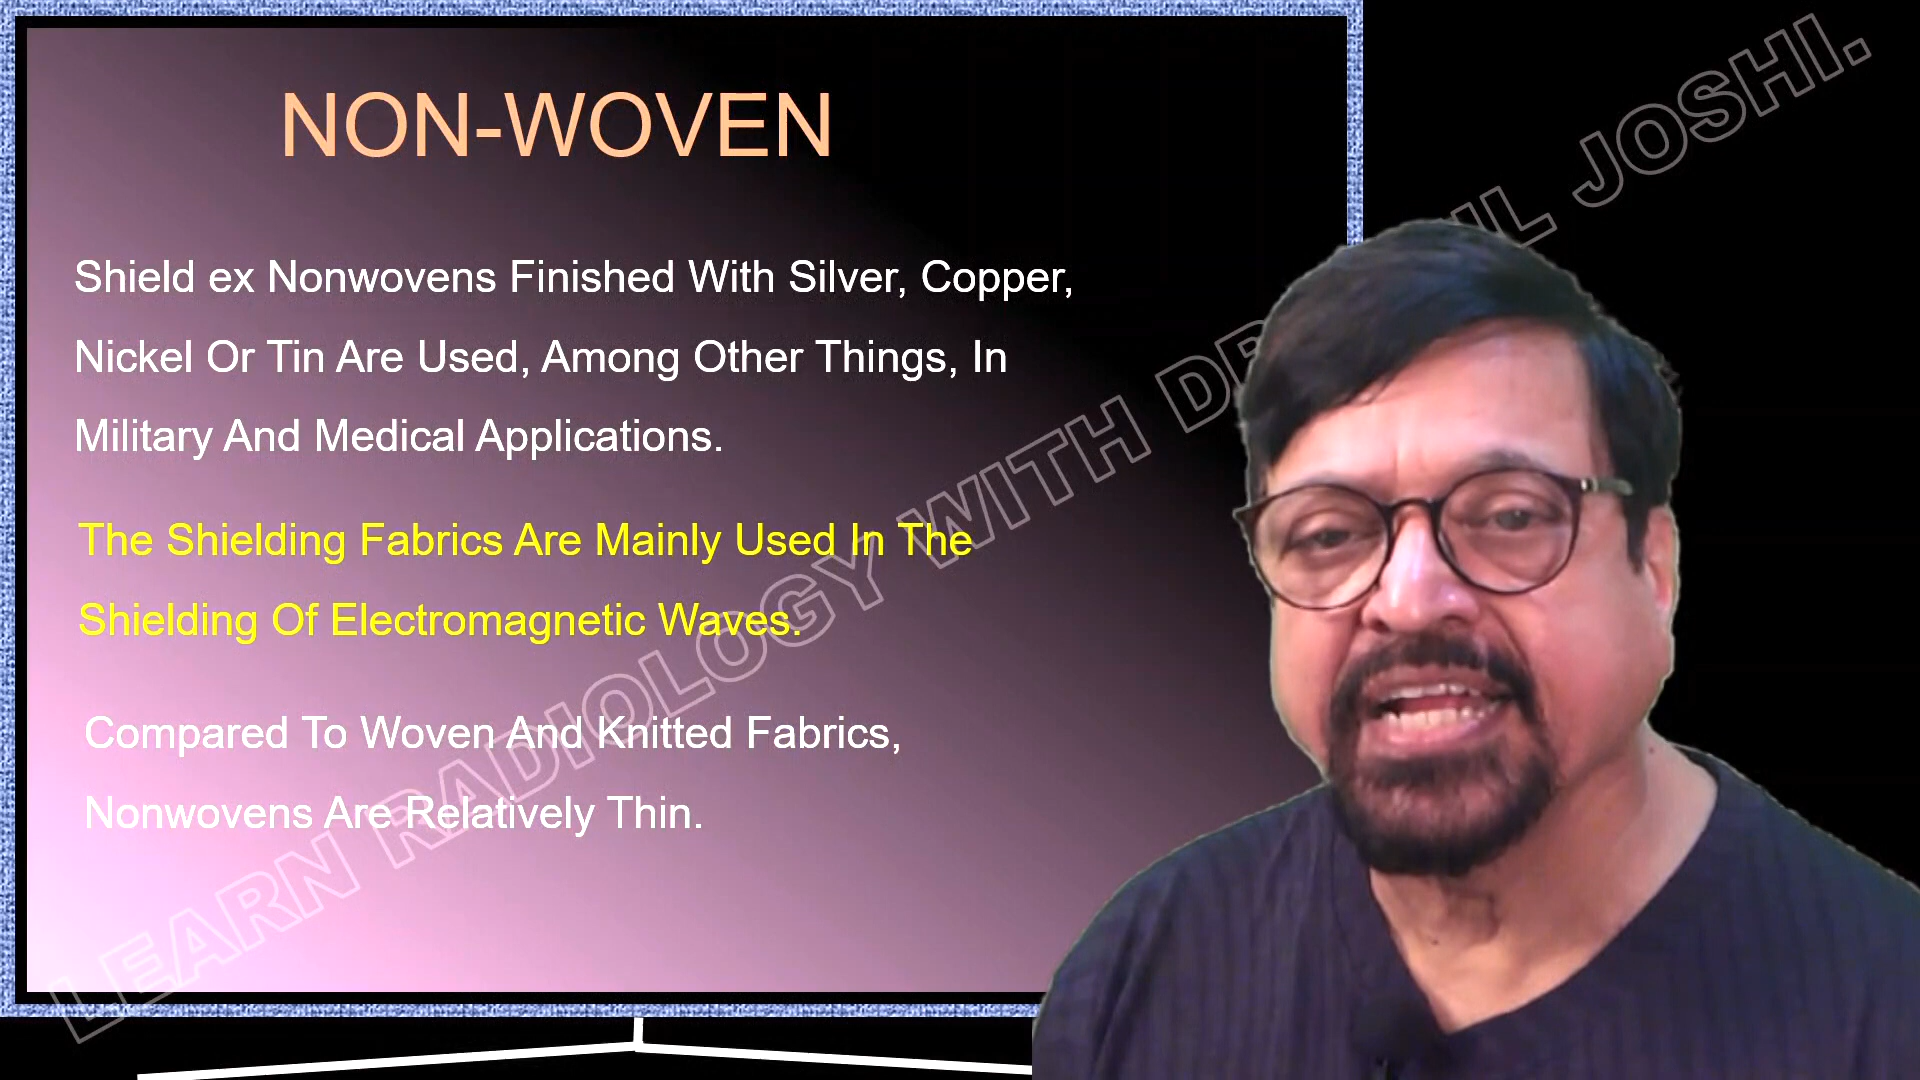 NON-WOVEN
Shield ex Nonwovens Finished With Silver, Copper,
Nickel Or Tin Are Used, Among Other Things, In
Military And Medical Applications.
The Shielding Fabrics Are Mainly Used In The
Shielding Of Electromagnetic Waves.
Compared To Woven And Knitted Fabrics,
Nonwovens Are Relatively Thin.
LEARN RADIOLOGY WITH DR JOSHI.